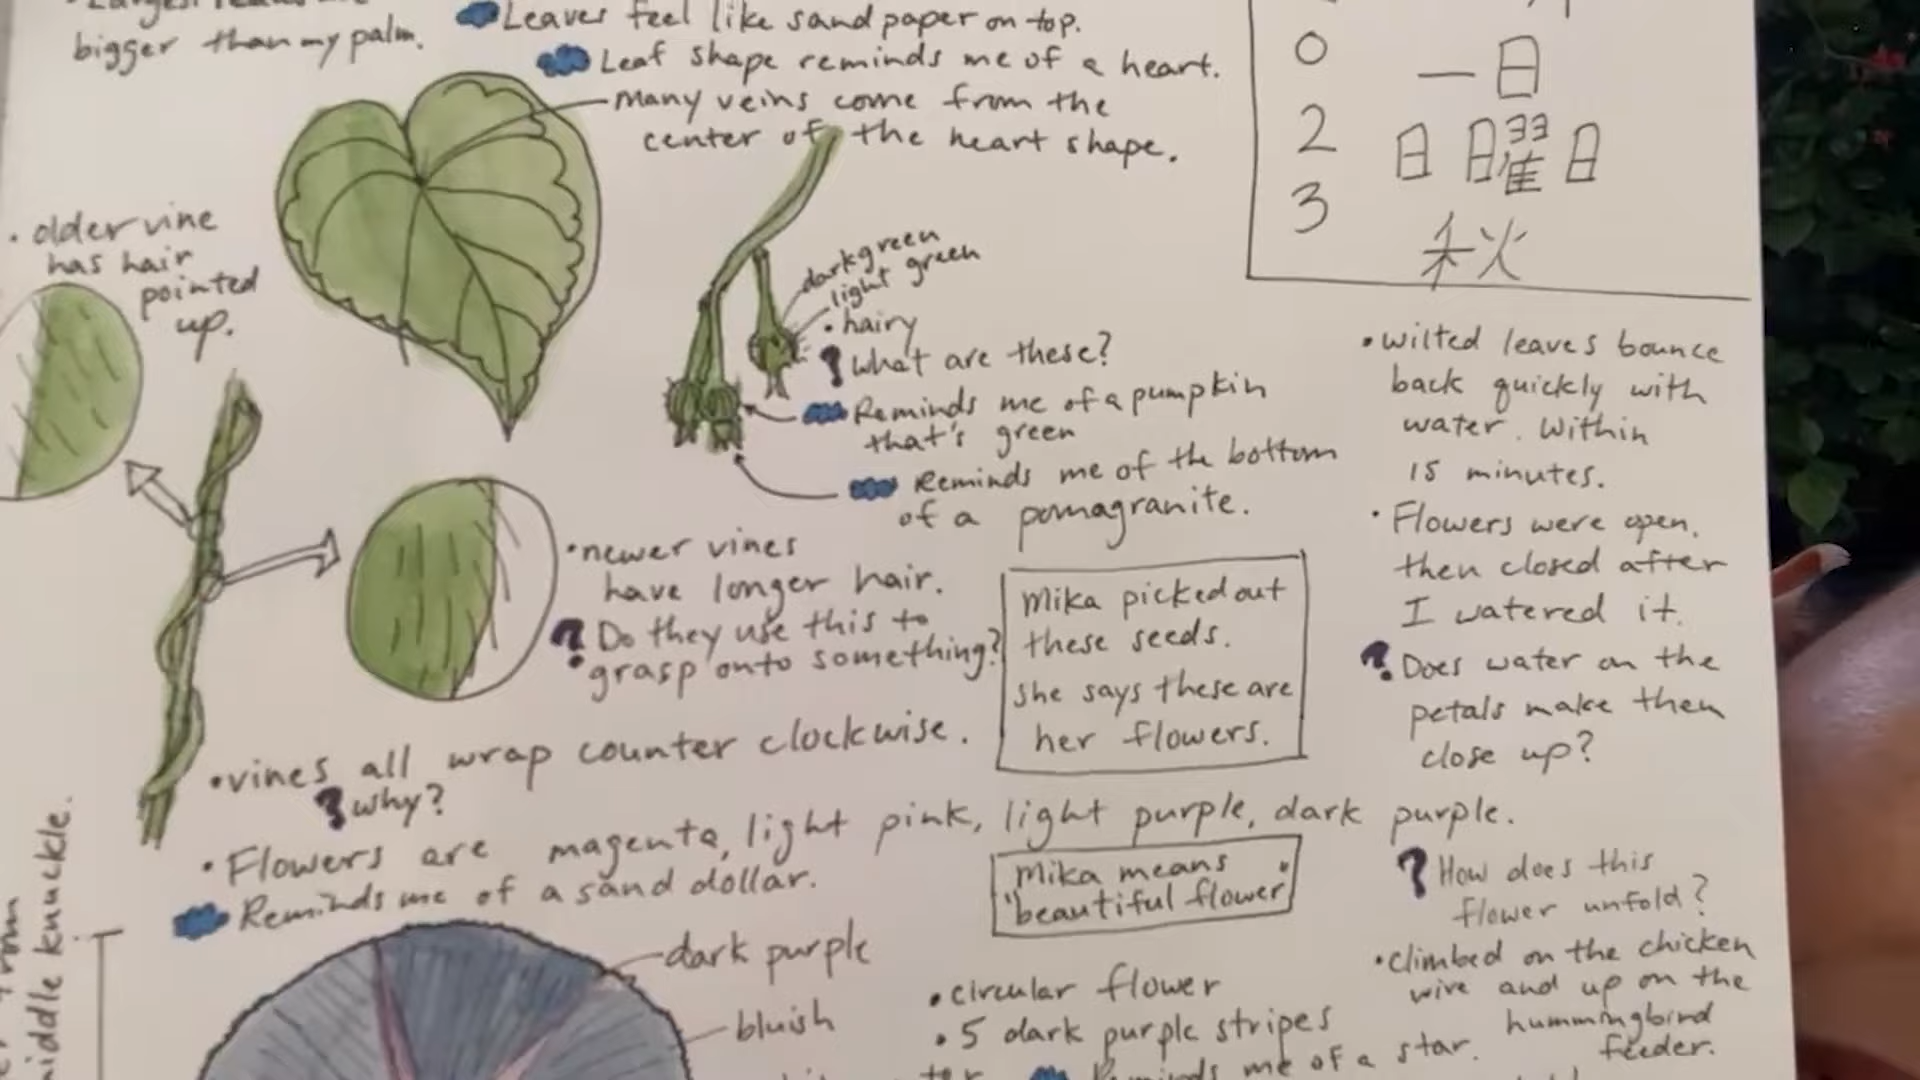 bigger than my palm.
Leaves feel like sand paper on top.
Leaf shape reminds me of a heart.
many veins come from the
center of the heart shape.
0 一日
2 日日曜日
3 秋
• older vine
has hair
pointed
up.
dark green
light green
• hairy
? What are these?
Reminds me of a pumpkin
that's green
Reminds me of the bottom
of a pomagranite.
• wilted leaves bounce
back quickly with
water. Within
15 minutes.
• Flowers were open,
then closed after
I watered it.
? Does water on the
petals make them
close up?
• newer vines
have longer hair.
? Do they use this to
grasp onto something?
Mika picked out
these seeds.
she says these are
her flowers.
• vines all wrap counter clockwise.
? why?
• Flowers are magenta, light pink, light purple, dark purple.
Reminds me of a sand dollar.
Mika means
"beautiful flower"
? How does this
flower unfold?
• climbed on the chicken
wire and up on the
hummingbird
feeder.
middle knuckle.
dark purple
bluish
• circular flower
• 5 dark purple stripes
Reminds me of a star.